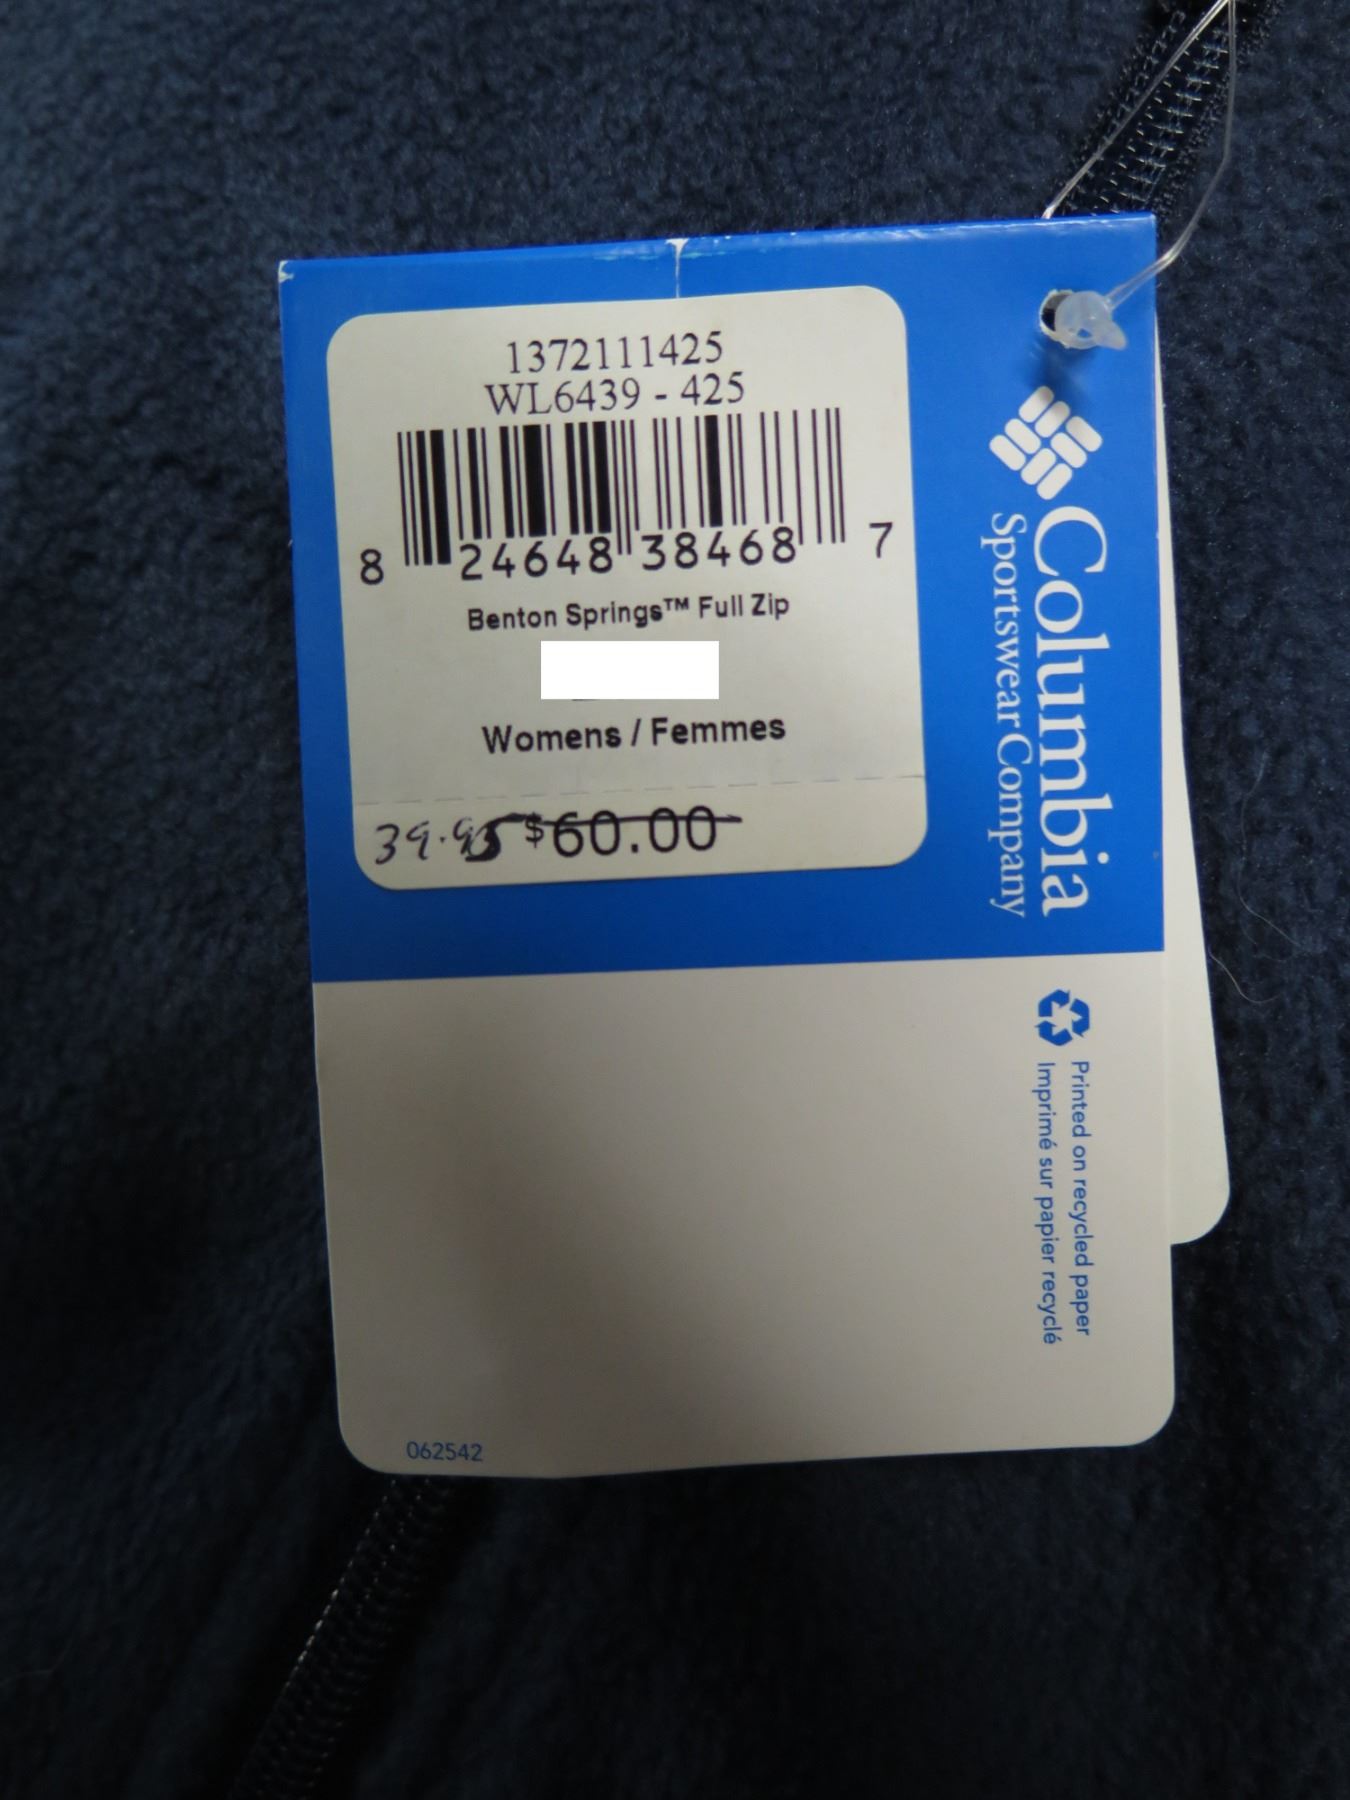 1372111425
WL6439 - 425
8 24648 38468 7
Benton Springs™ Full Zip
Womens / Femmes
39.95 $60.00
Columbia
Sportswear Company
Printed on recycled paper
Imprimé sur papier recyclé
062542